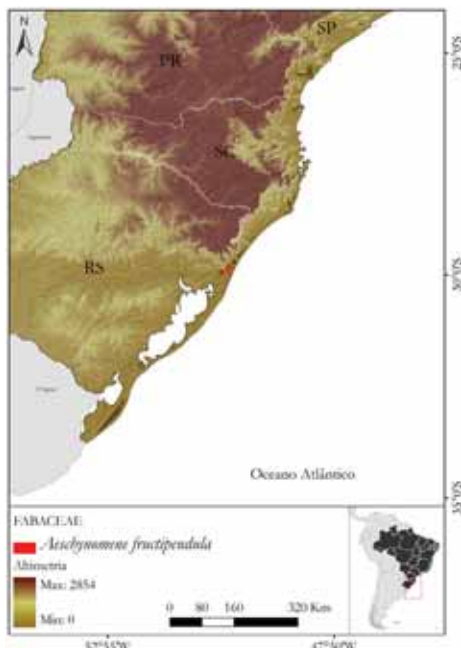 N
SP
25°0'S
PR
SC
RS
30°0'S
Oceano Atlântico
35°0'S
FABACEAE
Aeschynomene fructipendula
Altimetria
Max: 2854
Min: 0
0 80 160 320 Km